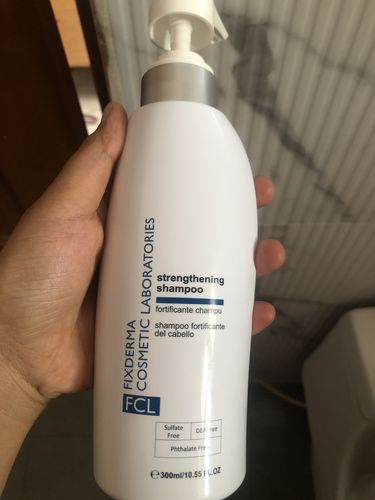 FIXDERMA
COSMETIC LABORATORIES
FCL
strengthening
shampoo
fortificante champu
shampoo fortificante
del cabello
Sulfate
Free
DEA Free
Phthalate Free
℮300ml/10.55 FL.OZ